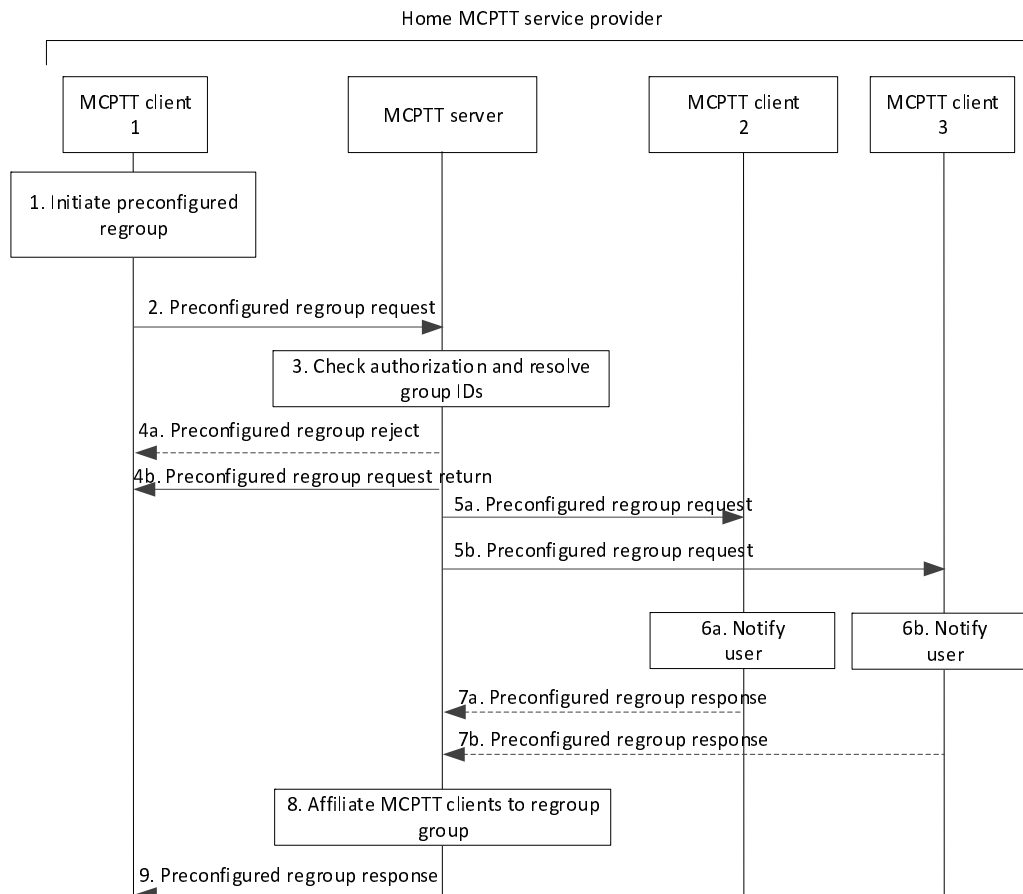 Home MCPTT service provider
MCPTT client
1
MCPTT server
MCPTT client
2
MCPTT client
3
1. Initiate preconfigured
regroup
2. Preconfigured regroup request
3. Check authorization and resolve
group IDs
4a. Preconfigured regroup reject
4b. Preconfigured regroup request return
5a. Preconfigured regroup request
5b. Preconfigured regroup request
6a. Notify
user
6b. Notify
user
7a. Preconfigured regroup response
7b. Preconfigured regroup response
8. Affiliate MCPTT clients to regroup
group
9. Preconfigured regroup response